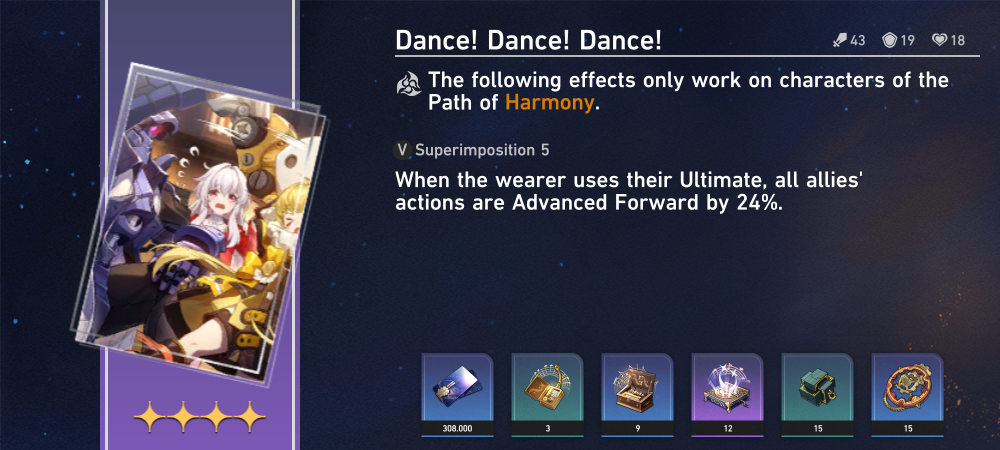 Dance! Dance! Dance!
43 19 18
The following effects only work on characters of the
Path of Harmony.
V Superimposition 5
When the wearer uses their Ultimate, all allies'
actions are Advanced Forward by 24%.
308.000 3 9 12 15 15